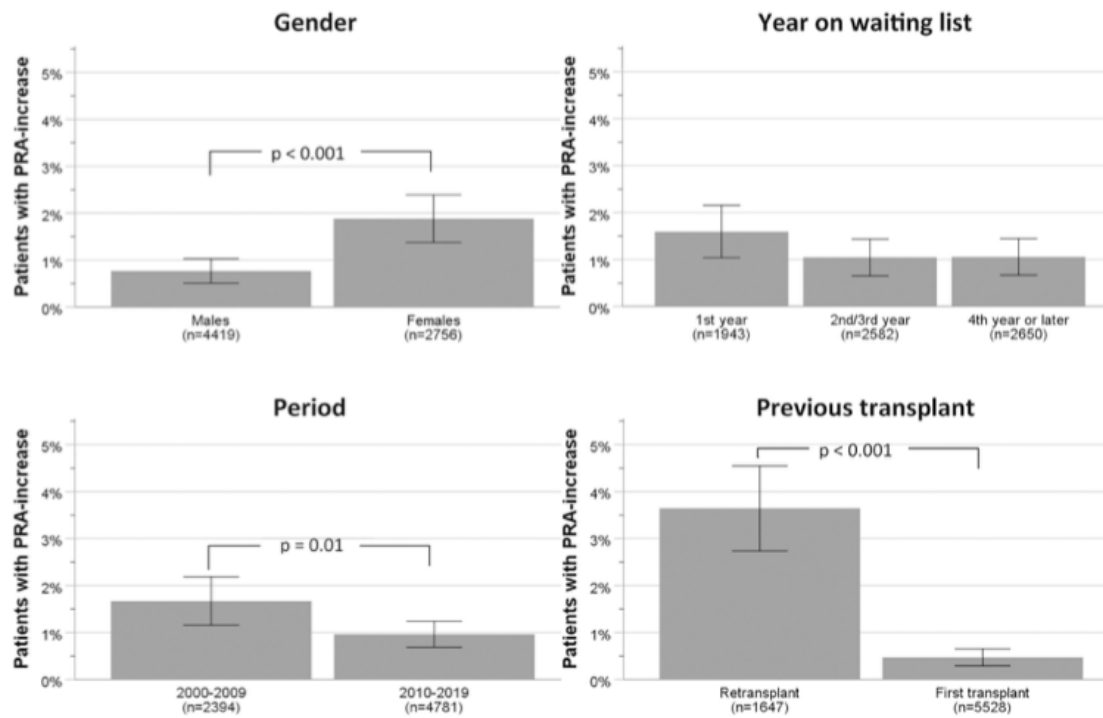 Gender
Patients with PRA-increase
5%
4%
3%
2%
1%
0%
p < 0.001
Males
(n=4419)
Females
(n=2756)
Year on waiting list
Patients with PRA-increase
5%
4%
3%
2%
1%
0%
1st year
(n=1943)
2nd/3rd year
(n=2582)
4th year or later
(n=2650)
Period
Patients with PRA-increase
5%
4%
3%
2%
1%
0%
p = 0.01
2000-2009
(n=2394)
2010-2019
(n=4781)
Previous transplant
Patients with PRA-increase
5%
4%
3%
2%
1%
0%
p < 0.001
Retransplant
(n=1647)
First transplant
(n=5528)